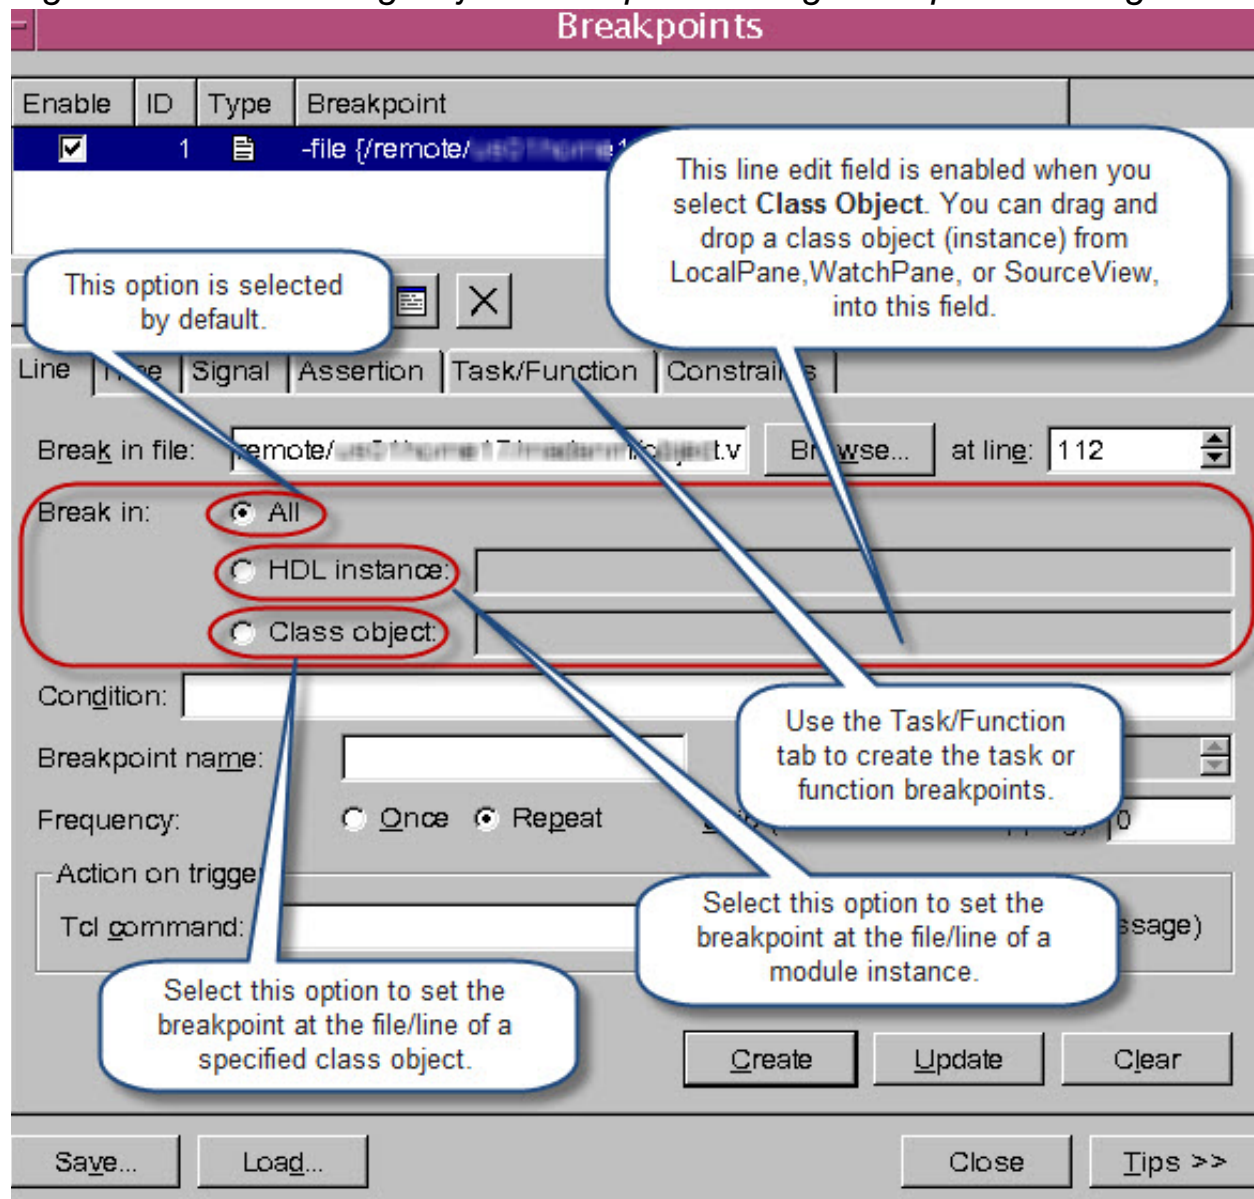 Breakpoints
Enable ID Type Breakpoint
1 -file {/remote/
This line edit field is enabled when you
select Class Object. You can drag and
drop a class object (instance) from
LocalPane,WatchPane, or SourceView,
into this field.
This option is selected
by default.
Line Signal Assertion Task/Function Constraints
Break in file: remote/ .v Browse... at line: 112
Break in: All
HDL instance:
Class object:
Condition:
Use the Task/Function
tab to create the task or
function breakpoints.
Breakpoint name:
Frequency: Once Repeat 0
Action on trigger
Tcl command:
Select this option to set the
breakpoint at the file/line of a
module instance.
Select this option to set the
breakpoint at the file/line of a
specified class object.
Create Update Clear
Save... Load... Close Tips >>